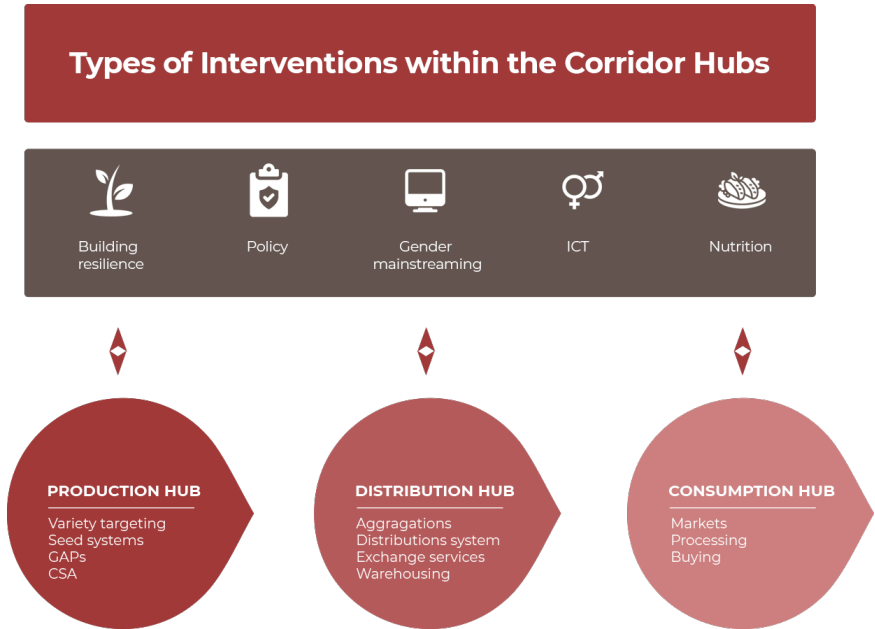 Types of Interventions within the Corridor Hubs
Building
resilience
Policy
Gender
mainstreaming
ICT
Nutrition
PRODUCTION HUB
Variety targeting
Seed systems
GAPs
CSA
DISTRIBUTION HUB
Aggragations
Distributions system
Exchange services
Warehousing
CONSUMPTION HUB
Markets
Processing
Buying